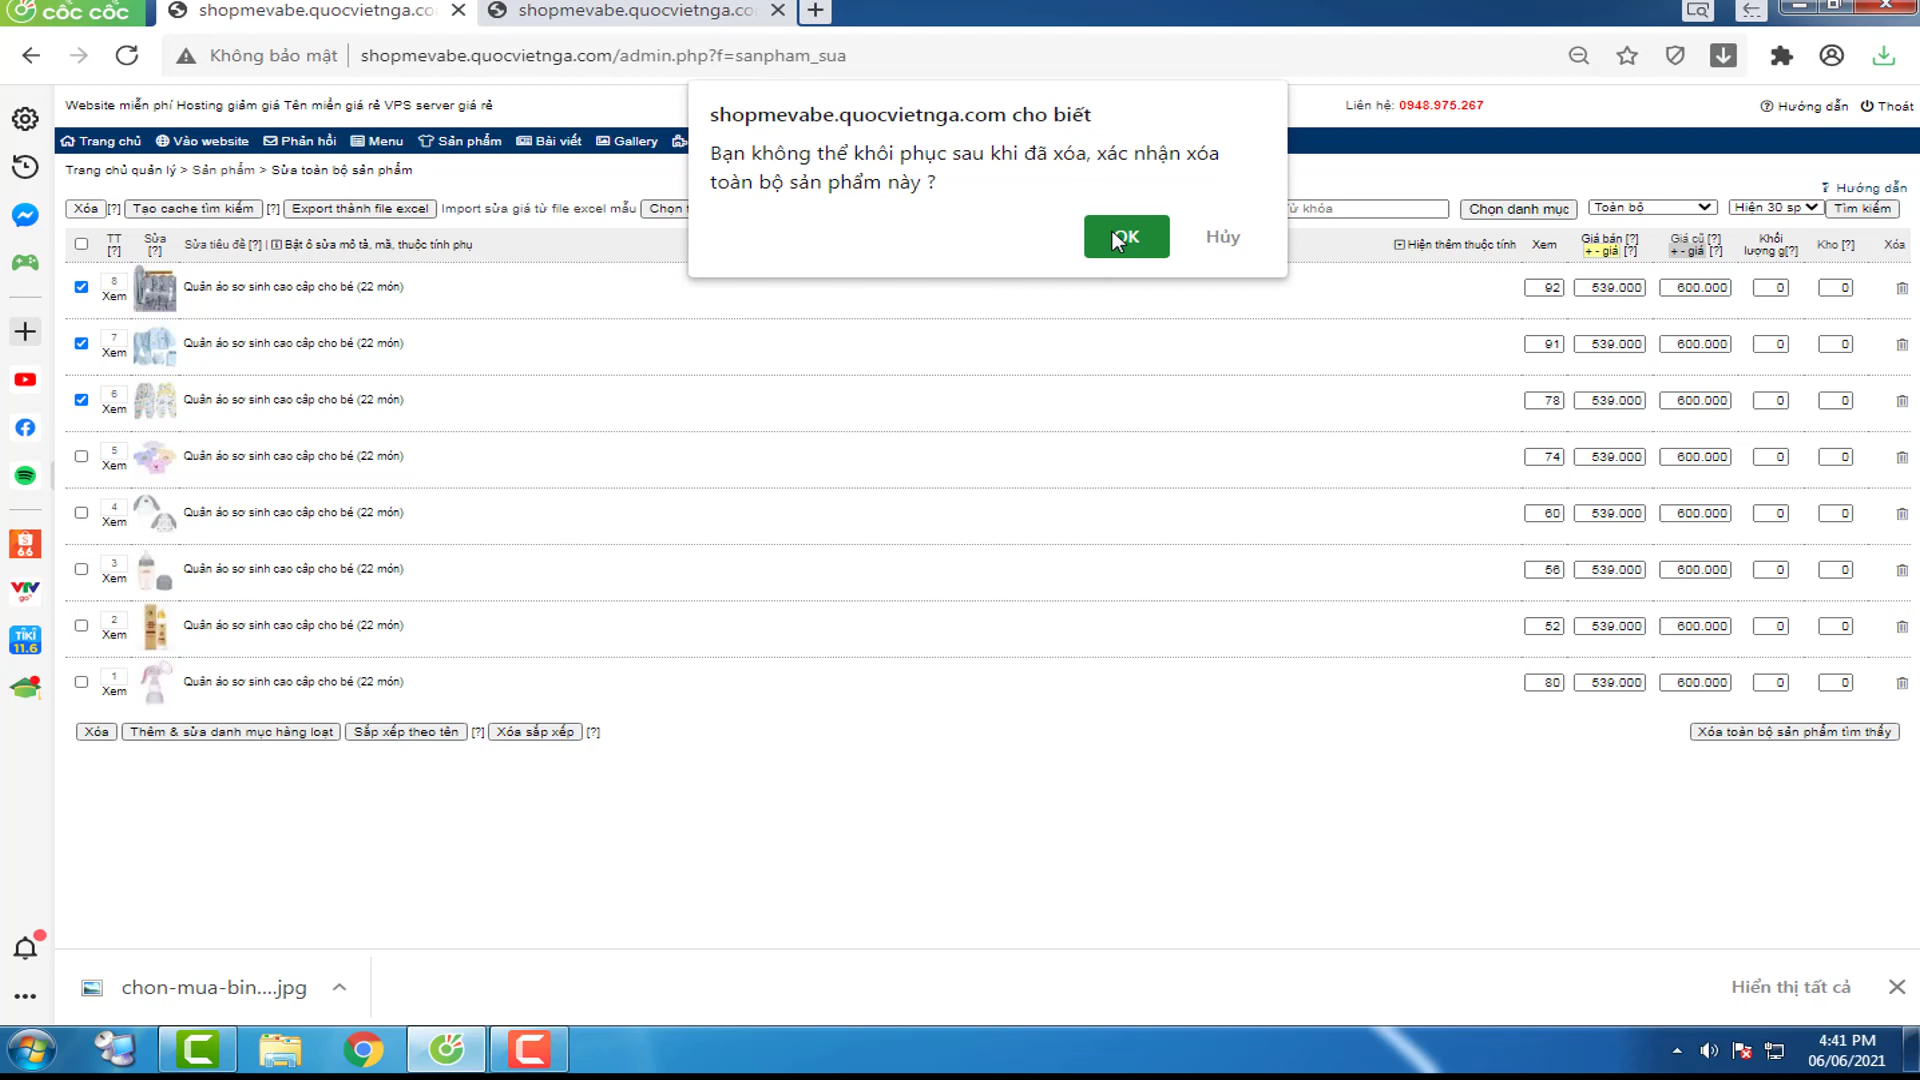 cốc cốc
shopmevabe.quocvietnga.co
shopmevabe.quocvietnga.co
Không bảo mật
shopmevabe.quocvietnga.com/admin.php?f=sanpham_sua
Website miễn phí Hosting giảm giá Tên miền giá rẻ VPS server giá rẻ
Liên hệ: 0948.975.267
Hướng dẫn Thoát
Trang chủ Vào website Phản hồi Menu Sản phẩm Bài viết Gallery
Trang chủ quản lý > Sản phẩm > Sửa toàn bộ sản phẩm
Hướng dẫn
shopmevabe.quocvietnga.com cho biết
Bạn không thể khôi phục sau khi đã xóa, xác nhận xóa
toàn bộ sản phẩm này ?
OK Hủy
Xóa [?] Tạo cache tìm kiếm [?] Export thành file excel Import sửa giá từ file excel mẫu Chọn khóa Chọn danh mục Toàn bộ Hiện 30 sp Tìm kiếm
TT [?] Sửa [?] Sửa tiêu đề [?] | Bật ô sửa mô tả, mã, thuộc tính phụ Hiện thêm thuộc tính Xem Giá bán [?] + - giá [?] Giá cũ [?] + - giá [?] Khối lượng g[?] Kho [?] Xóa
8 Xem Quần áo sơ sinh cao cấp cho bé (22 món) 92 539.000 600.000 0 0
7 Xem Quần áo sơ sinh cao cấp cho bé (22 món) 91 539.000 600.000 0 0
6 Xem Quần áo sơ sinh cao cấp cho bé (22 món) 78 539.000 600.000 0 0
5 Xem Quần áo sơ sinh cao cấp cho bé (22 món) 74 539.000 600.000 0 0
4 Xem Quần áo sơ sinh cao cấp cho bé (22 món) 60 539.000 600.000 0 0
3 Xem Quần áo sơ sinh cao cấp cho bé (22 món) 56 539.000 600.000 0 0
2 Xem Quần áo sơ sinh cao cấp cho bé (22 món) 52 539.000 600.000 0 0
1 Xem Quần áo sơ sinh cao cấp cho bé (22 món) 80 539.000 600.000 0 0
Xóa Thêm & sửa danh mục hàng loạt Sắp xếp theo tên [?] Xóa sắp xếp [?] Xóa toàn bộ sản phẩm tìm thấy
6.6
VTV
go
TIKI
11.6
chon-mua-bin....jpg
Hiển thị tất cả
4:41 PM
06/06/2021